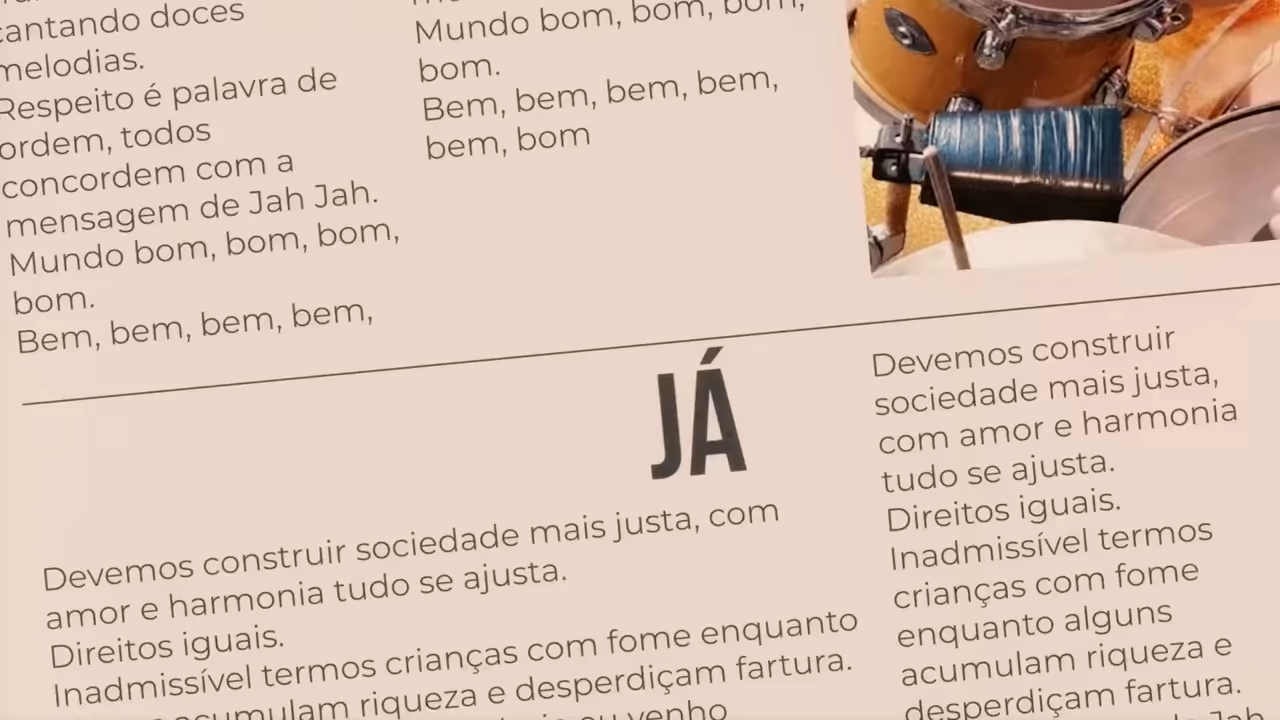 cantando doces
melodias.
Respeito é palavra de
ordem, todos
concordem com a
mensagem de Jah Jah.
Mundo bom, bom, bom,
bom.
Bem, bem, bem, bem,
Mundo bom, bom, bom,
bom.
Bem, bem, bem, bem,
bem, bom
JÁ
Devemos construir sociedade mais justa, com
amor e harmonia tudo se ajusta.
Direitos iguais.
Inadmissível termos crianças com fome enquanto
acumulam riqueza e desperdiçam fartura.
eu venho
Devemos construir
sociedade mais justa,
com amor e harmonia
tudo se ajusta.
Direitos iguais.
Inadmissível termos
crianças com fome
enquanto alguns
acumulam riqueza e
desperdiçam fartura.
Jah